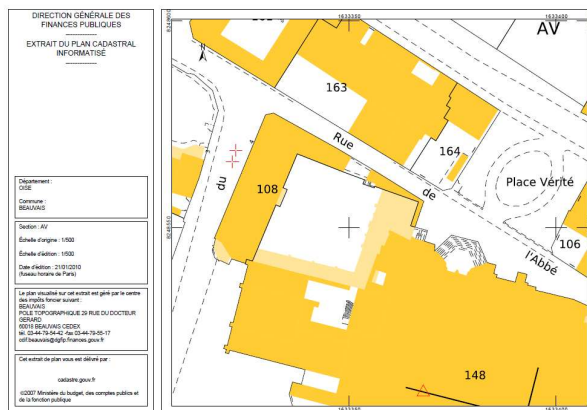 DIRECTION GÉNÉRALE DES
FINANCES PUBLIQUES
EXTRAIT DU PLAN CADASTRAL
INFORMATISÉ
Département :
OISE
Commune :
BEAUVAIS
Section : AV
Échelle d'origine : 1/500
Échelle d'édition : 1/500
Date d'édition : 21/01/2010
(fuseau horaire de Paris)
Le plan visualisé sur cet extrait est géré par le centre
des impôts foncier suivant :
BEAUVAIS
POLE TOPOGRAPHIQUE 29 RUE DU DOCTEUR
GERARD
60018 BEAUVAIS CEDEX
tél. 03-44-79-54-42 -fax 03-44-79-55-17
cdif.beauvais@dgfip.finances.gouv.fr
Cet extrait de plan vous est délivré par :
cadastre.gouv.fr
©2007 Ministère du budget, des comptes publics et
de la fonction publique
1633350
1633400
AV
N
163
Rue
164
du
108
de
Place Vérité
106
l'Abbé
148
1633350
1633400